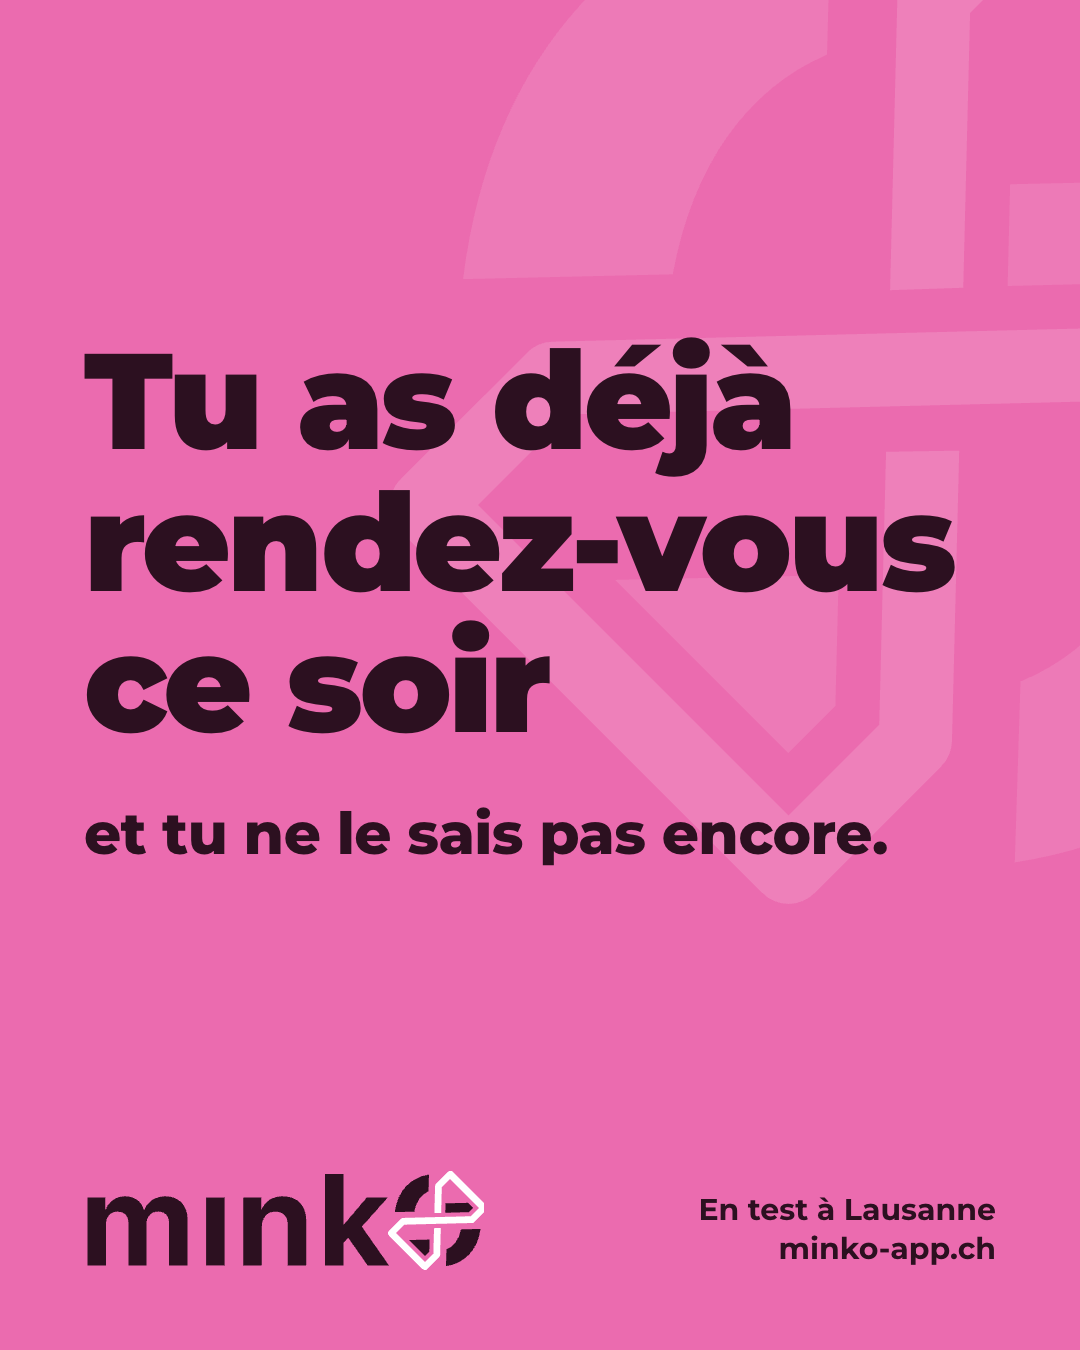 Tu as déjà
rendez-vous
ce soir
et tu ne le sais pas encore.
minko
En test à Lausanne
minko-app.ch